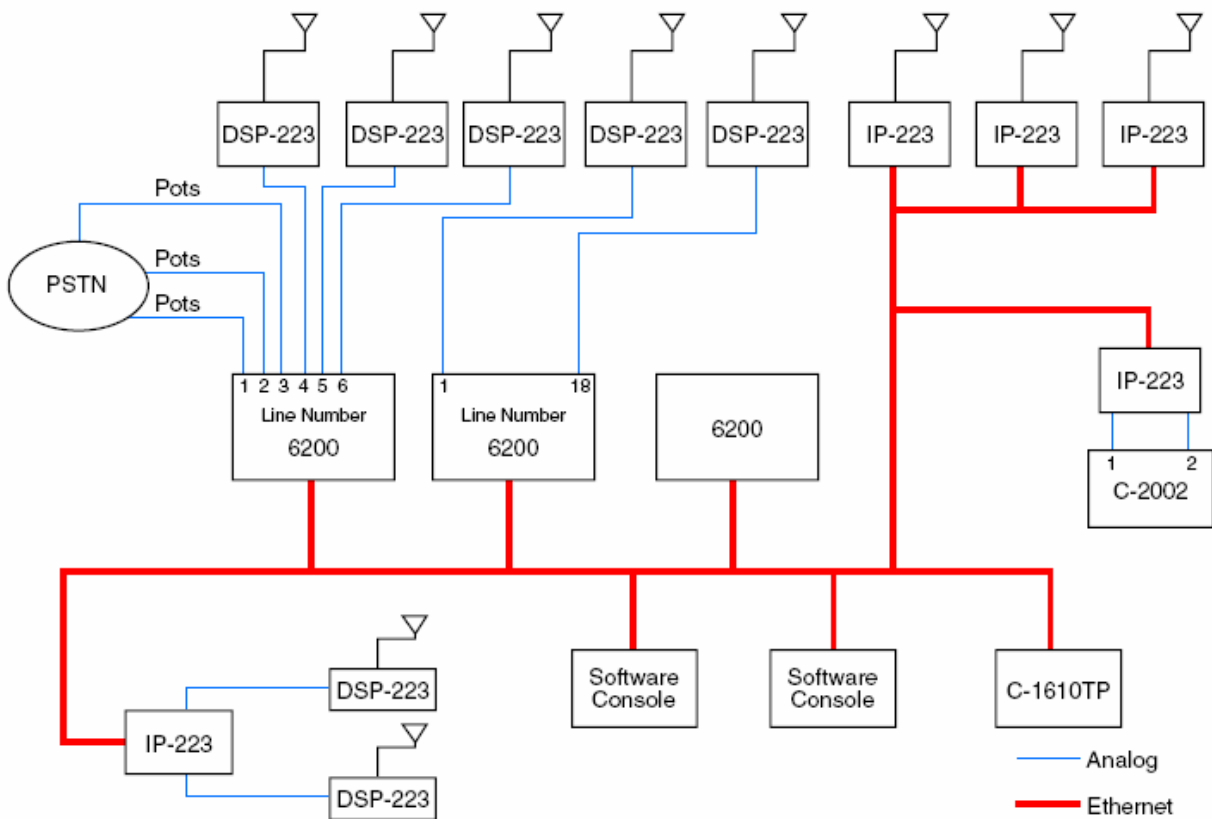 DSP-223
DSP-223
DSP-223
DSP-223
DSP-223
IP-223
IP-223
IP-223
Pots
Pots
Pots
PSTN
1 2 3 4 5 6
Line Number
6200
1 18
Line Number
6200
6200
IP-223
1 2
C-2002
DSP-223
IP-223
DSP-223
Software
Console
Software
Console
C-1610TP
Analog
Ethernet